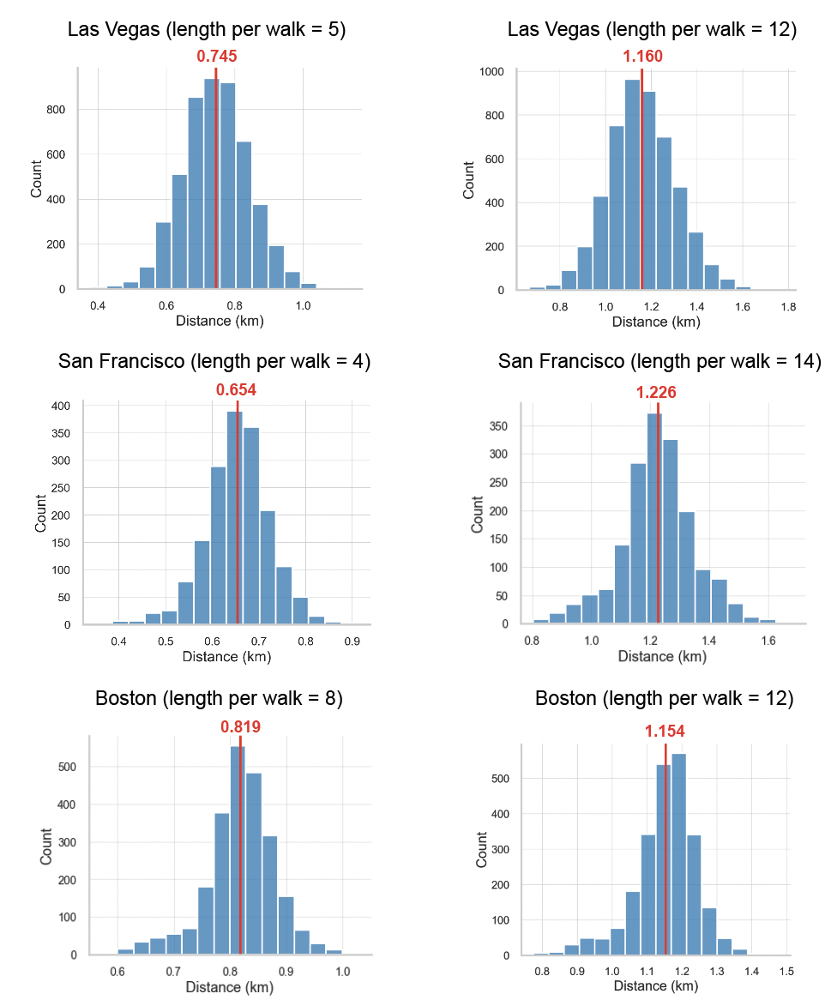 Las Vegas (length per walk = 5)
0.745
800
600
400
200
0
Count
0.4 0.6 0.8 1.0
Distance (km)
Las Vegas (length per walk = 12)
1.160
1000
800
600
400
200
0
Count
0.8 1.0 1.2 1.4 1.6 1.8
Distance (km)
San Francisco (length per walk = 4)
0.654
400
350
300
250
200
150
100
50
0
Count
0.4 0.5 0.6 0.7 0.8 0.9
Distance (km)
San Francisco (length per walk = 14)
1.226
350
300
250
200
150
100
50
0
Count
0.8 1.0 1.2 1.4 1.6
Distance (km)
Boston (length per walk = 8)
0.819
500
400
300
200
100
0
Count
0.6 0.7 0.8 0.9 1.0
Distance (km)
Boston (length per walk = 12)
1.154
500
400
300
200
100
0
Count
0.8 0.9 1.0 1.1 1.2 1.3 1.4 1.5
Distance (km)